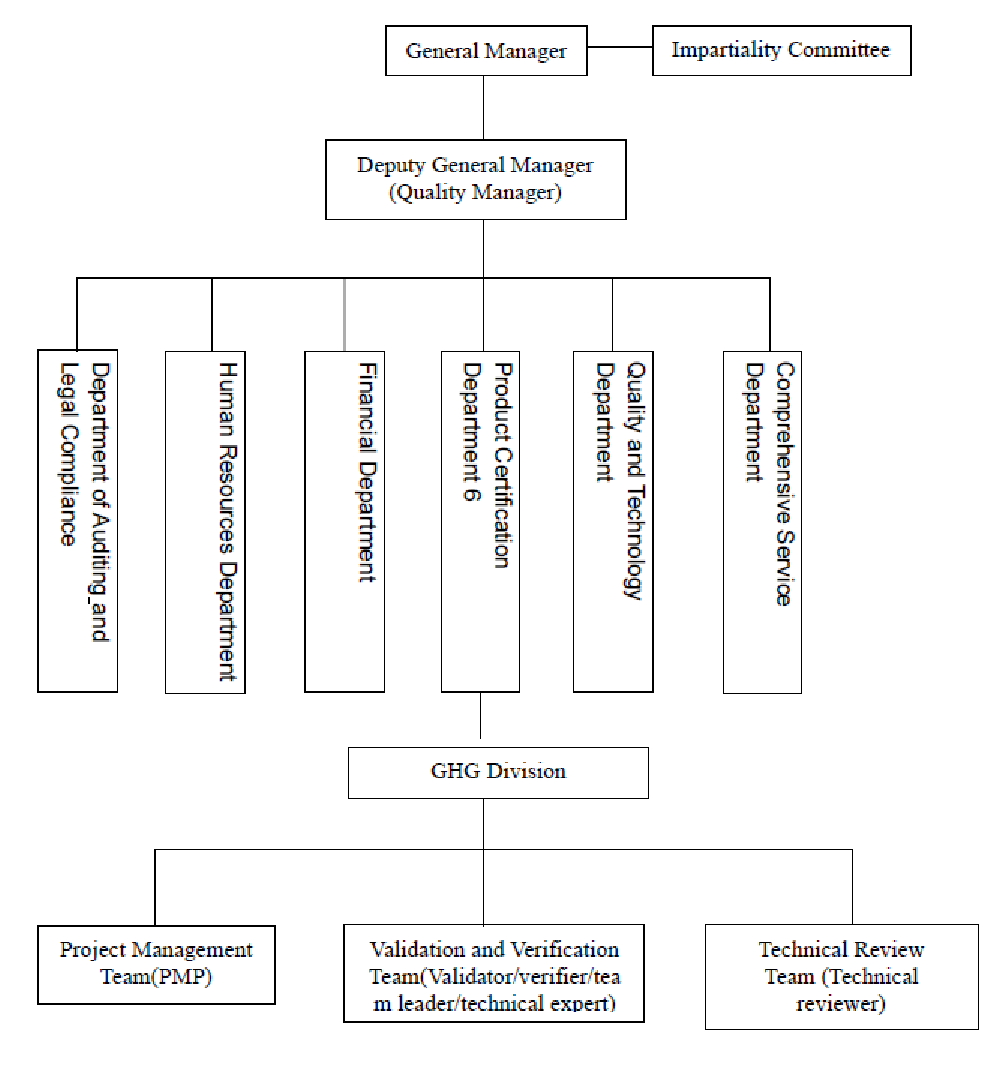 General Manager
Impartiality Committee
Deputy General Manager
(Quality Manager)
Department of Auditing and
Legal Compliance
Human Resources Department
Financial Department
Product Certification
Department 6
Quality and Technology
Department
Comprehensive Service
Department
GHG Division
Project Management
Team(PMP)
Validation and Verification
Team(Validator/verifier/tea
m leader/technical expert)
Technical Review
Team (Technical
reviewer)